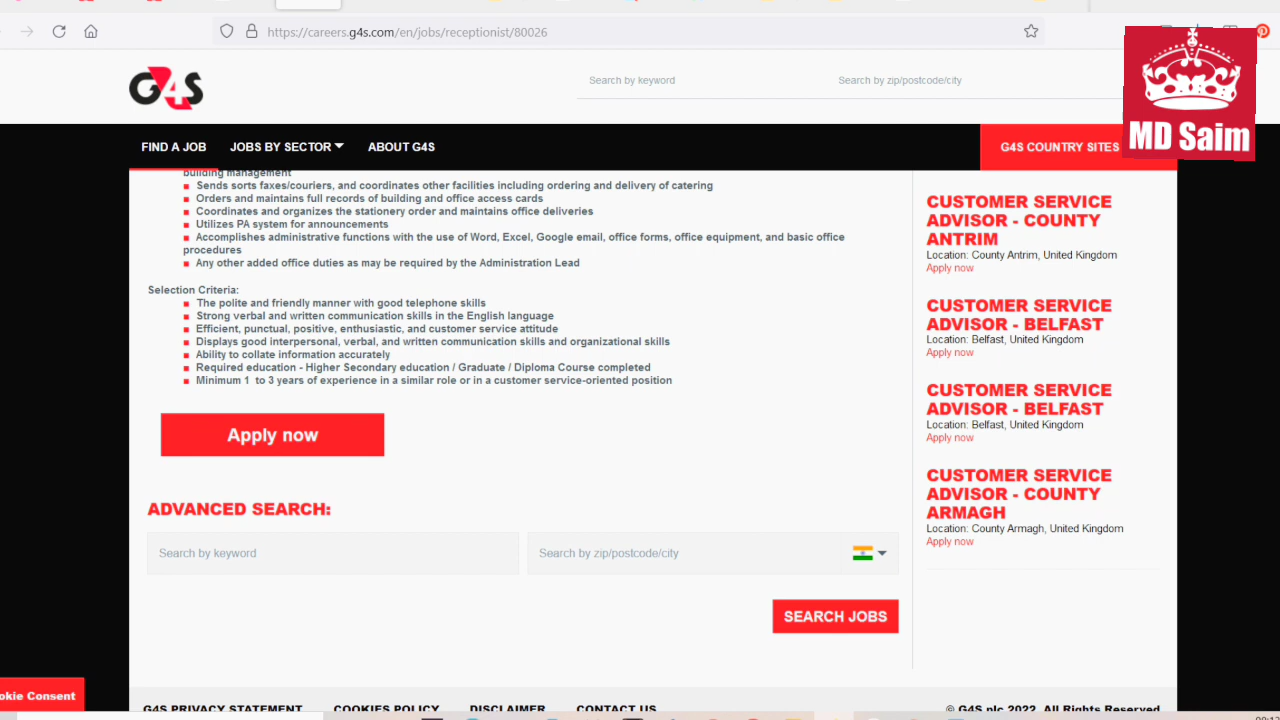 https://careers.g4s.com/en/jobs/receptionist/80026
G4S
Search by keyword
Search by zip/postcode/city
MD Saim
FIND A JOB
JOBS BY SECTOR
ABOUT G4S
G4S COUNTRY SITES
building management
Sends sorts faxes/couriers, and coordinates other facilities including ordering and delivery of catering
Orders and maintains full records of building and office access cards
Coordinates and organizes the stationery order and maintains office deliveries
Utilizes PA system for announcements
Accomplishes administrative functions with the use of Word, Excel, Google email, office forms, office equipment, and basic office
procedures
Any other added office duties as may be required by the Administration Lead
Selection Criteria:
The polite and friendly manner with good telephone skills
Strong verbal and written communication skills in the English language
Efficient, punctual, positive, enthusiastic, and customer service attitude
Displays good interpersonal, verbal, and written communication skills and organizational skills
Ability to collate information accurately
Required education - Higher Secondary education / Graduate / Diploma Course completed
Minimum 1 to 3 years of experience in a similar role or in a customer service-oriented position
Apply now
ADVANCED SEARCH:
Search by keyword
Search by zip/postcode/city
SEARCH JOBS
CUSTOMER SERVICE
ADVISOR - COUNTY
ANTRIM
Location: County Antrim, United Kingdom
Apply now
CUSTOMER SERVICE
ADVISOR - BELFAST
Location: Belfast, United Kingdom
Apply now
CUSTOMER SERVICE
ADVISOR - BELFAST
Location: Belfast, United Kingdom
Apply now
CUSTOMER SERVICE
ADVISOR - COUNTY
ARMAGH
Location: County Armagh, United Kingdom
Apply now
okie Consent
G4S PRIVACY STATEMENT
COOKIES POLICY
DISCLAIMER
CONTACT US
© G4S plc 2022. All Rights Reserved